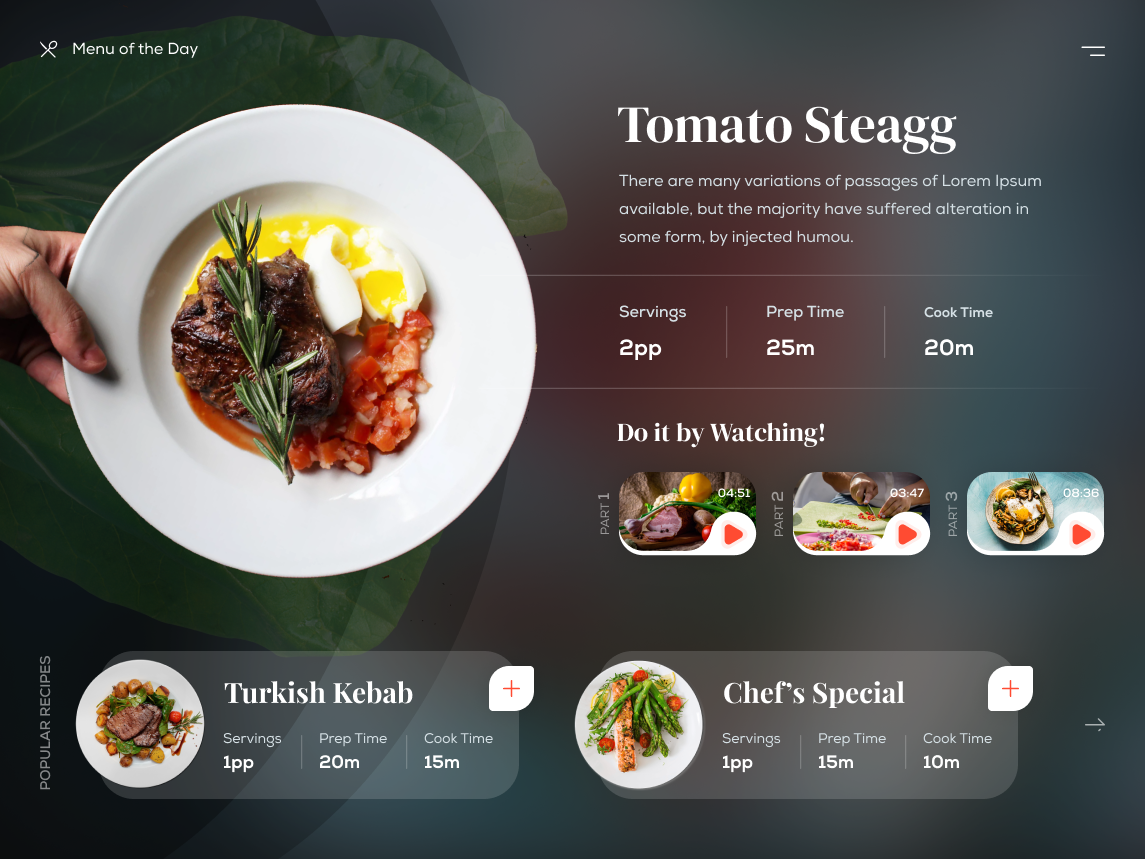 Menu of the Day
Tomato Steagg
There are many variations of passages of Lorem Ipsum
available, but the majority have suffered alteration in
some form, by injected humou.
Servings
2pp
Prep Time
25m
Cook Time
20m
Do it by Watching!
PART 1
04:51
PART 2
03:47
PART 3
08:36
POPULAR RECIPES
Turkish Kebab
Servings
1pp
Prep Time
20m
Cook Time
15m
Chef's Special
Servings
1pp
Prep Time
15m
Cook Time
10m